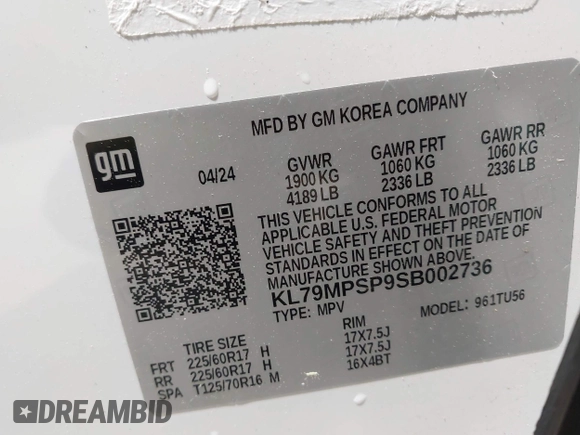 MFD BY GM KOREA COMPANY
gm
04/24
GVWR GAWR FRT GAWR RR
1900 KG 1060 KG 1060 KG
4189 LB 2336 LB 2336 LB
THIS VEHICLE CONFORMS TO ALL
APPLICABLE U.S. FEDERAL MOTOR
VEHICLE SAFETY AND THEFT PREVENTION
STANDARDS IN EFFECT ON THE DATE OF
MANUFACTURE SHOWN ABOVE.
KL79MPSP9SB002736
TYPE: MPV MODEL: 961TU56
TIRE SIZE RIM
FRT 225/60R17 H 17X7.5J
RR 225/60R17 H 17X7.5J
SPA T125/70R16 M 16X4BT
DREAMBID